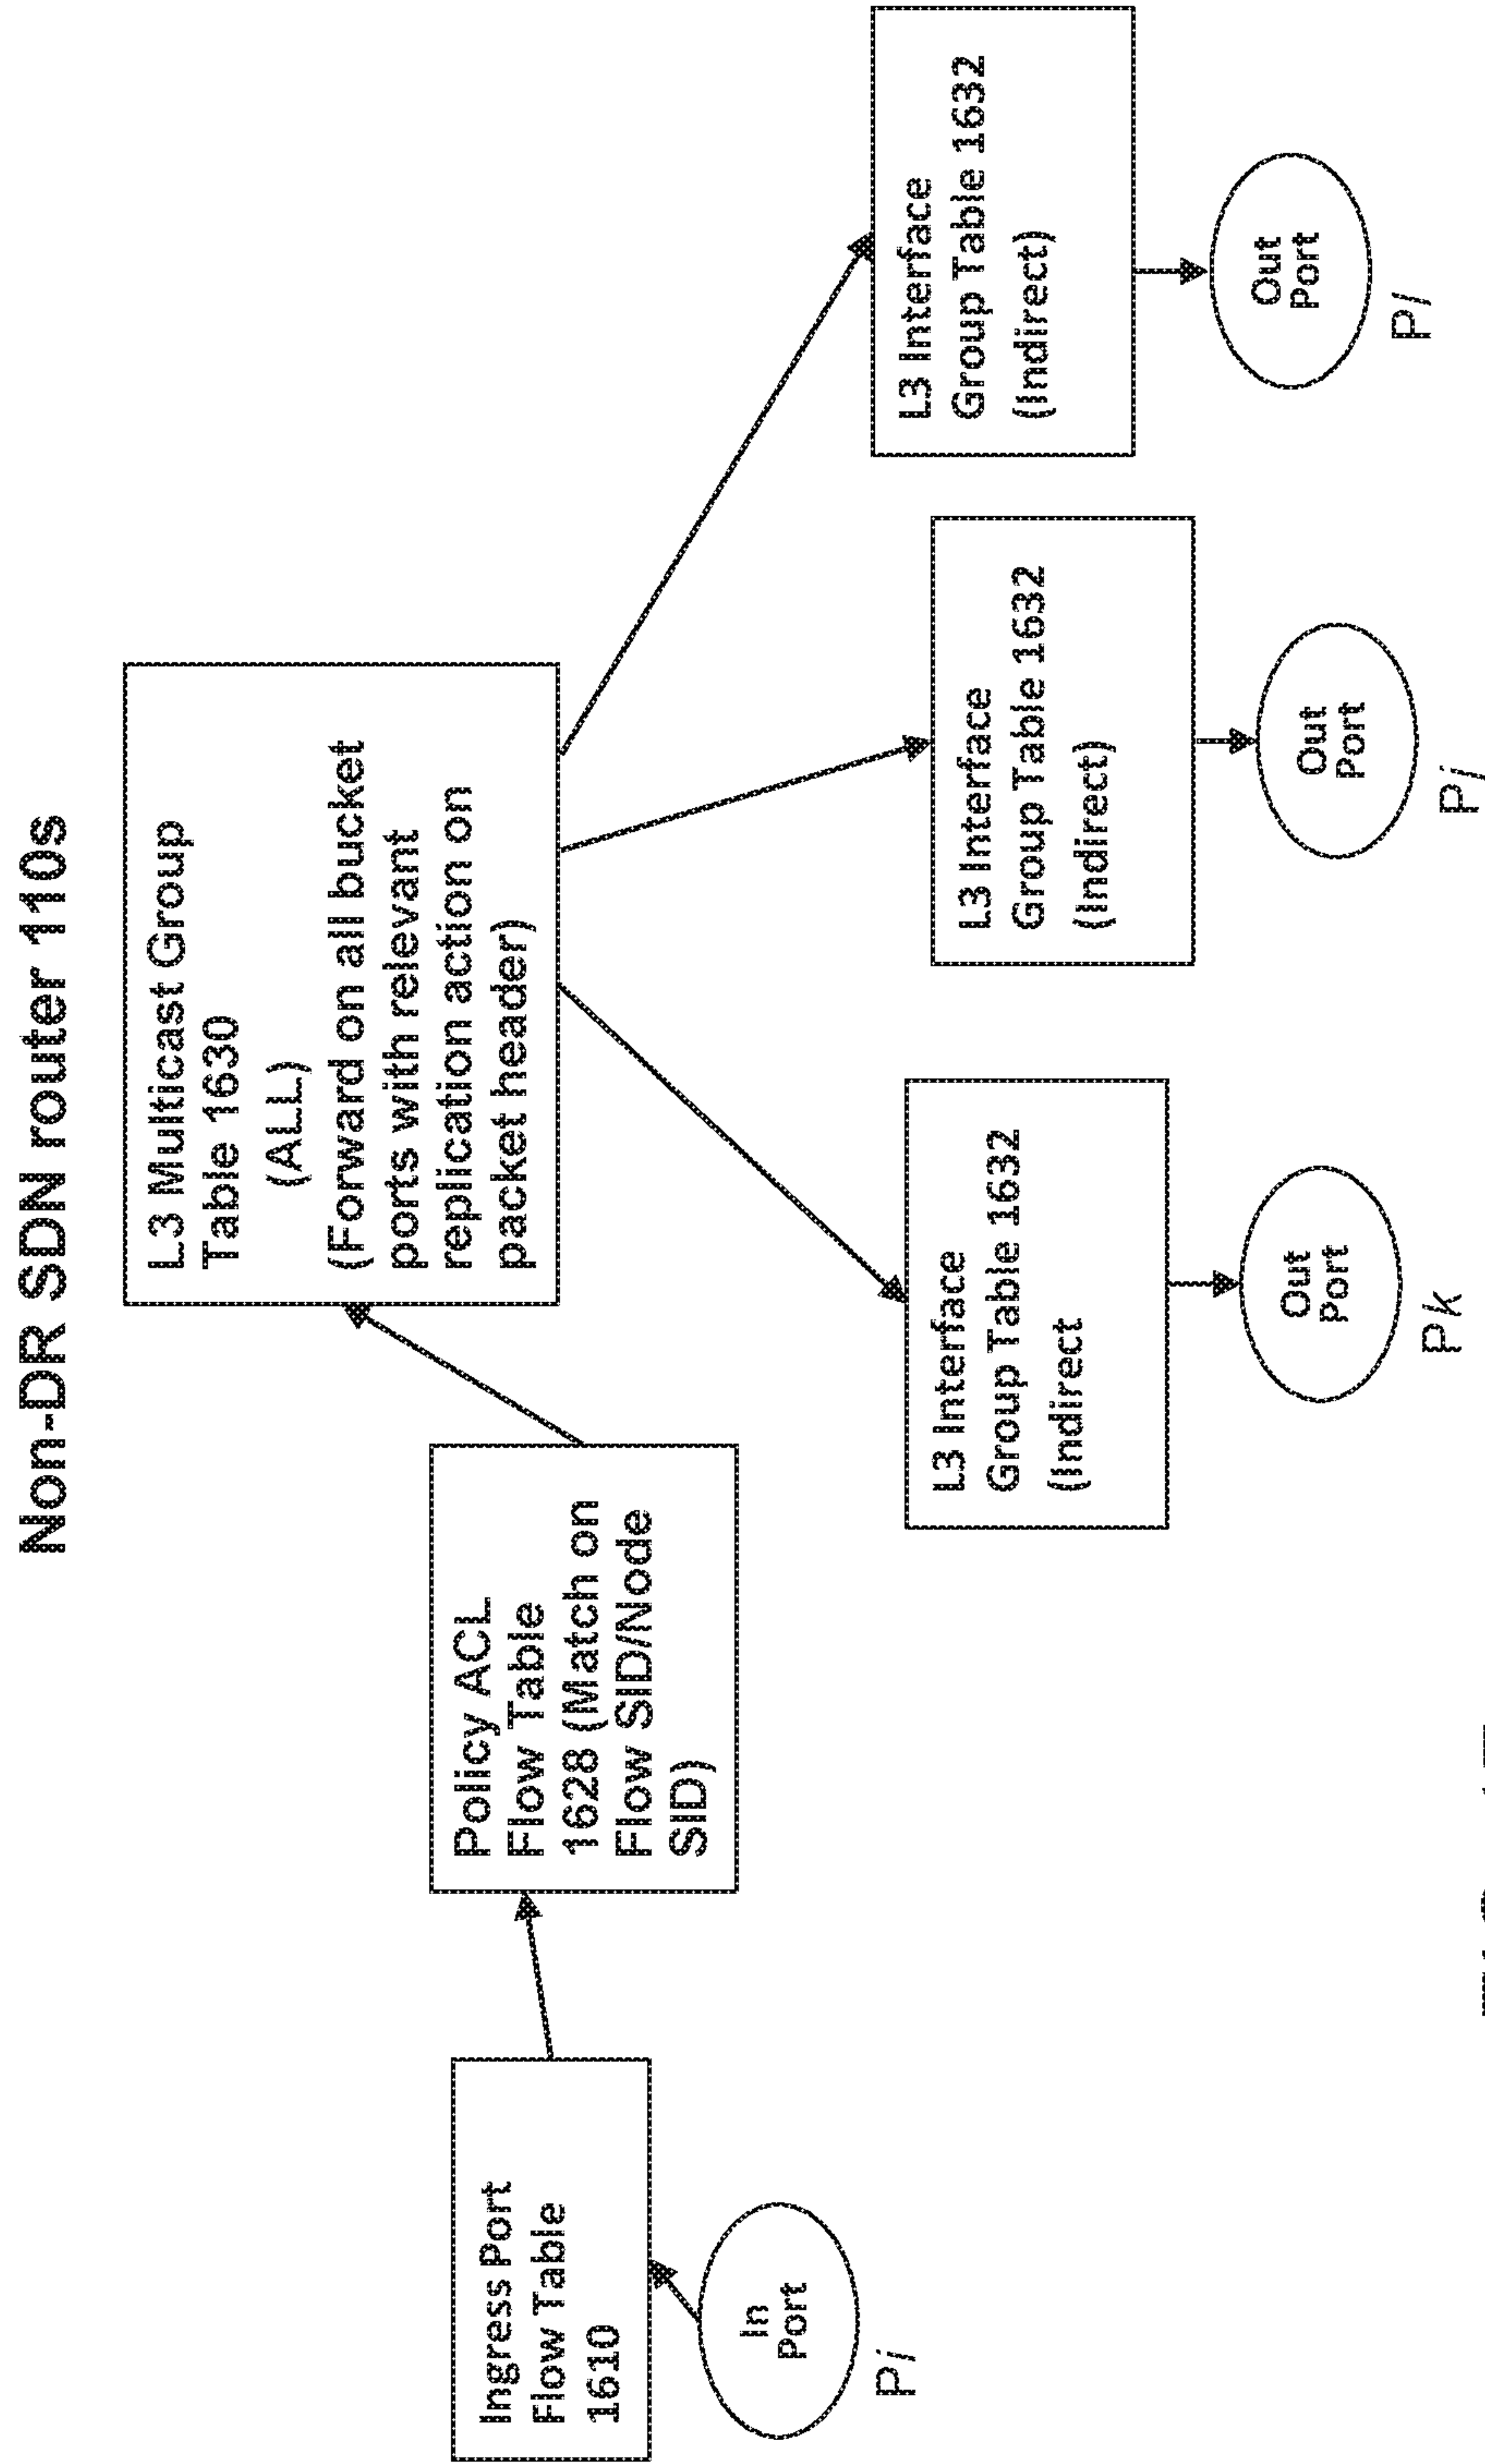 Non-DR SDN router 110s
Ingress Port
Flow Table
1610
In
Port
Pi
Policy ACL
Flow Table
1628 (Match on
Flow SID/Node
SID)
L3 Multicast Group
Table 1630
(ALL)
(Forward on all bucket
ports with relevant
replication action on
packet header)
L3 Interface
Group Table 1632
(Indirect
Out
Port
Pk
L3 Interface
Group Table 1632
(Indirect)
Out
Port
Pj
L3 Interface
Group Table 1632
(Indirect)
Out
Port
Pl